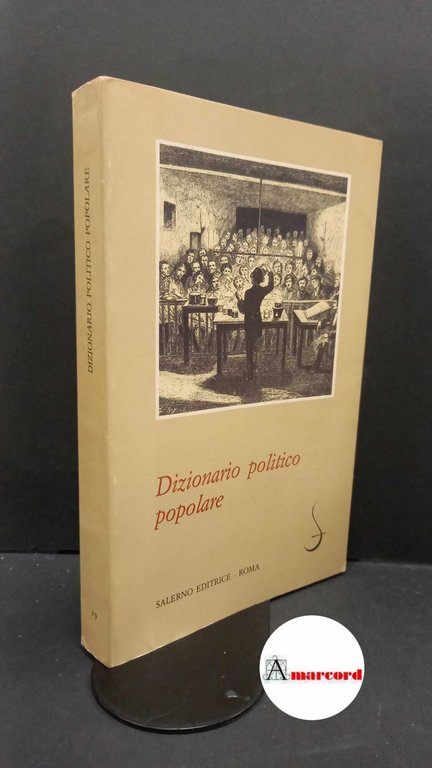 DIZIONARIO POLITICO POPOLARE
19
Dizionario politico
popolare
SALERNO EDITRICE - ROMA
Amarcord